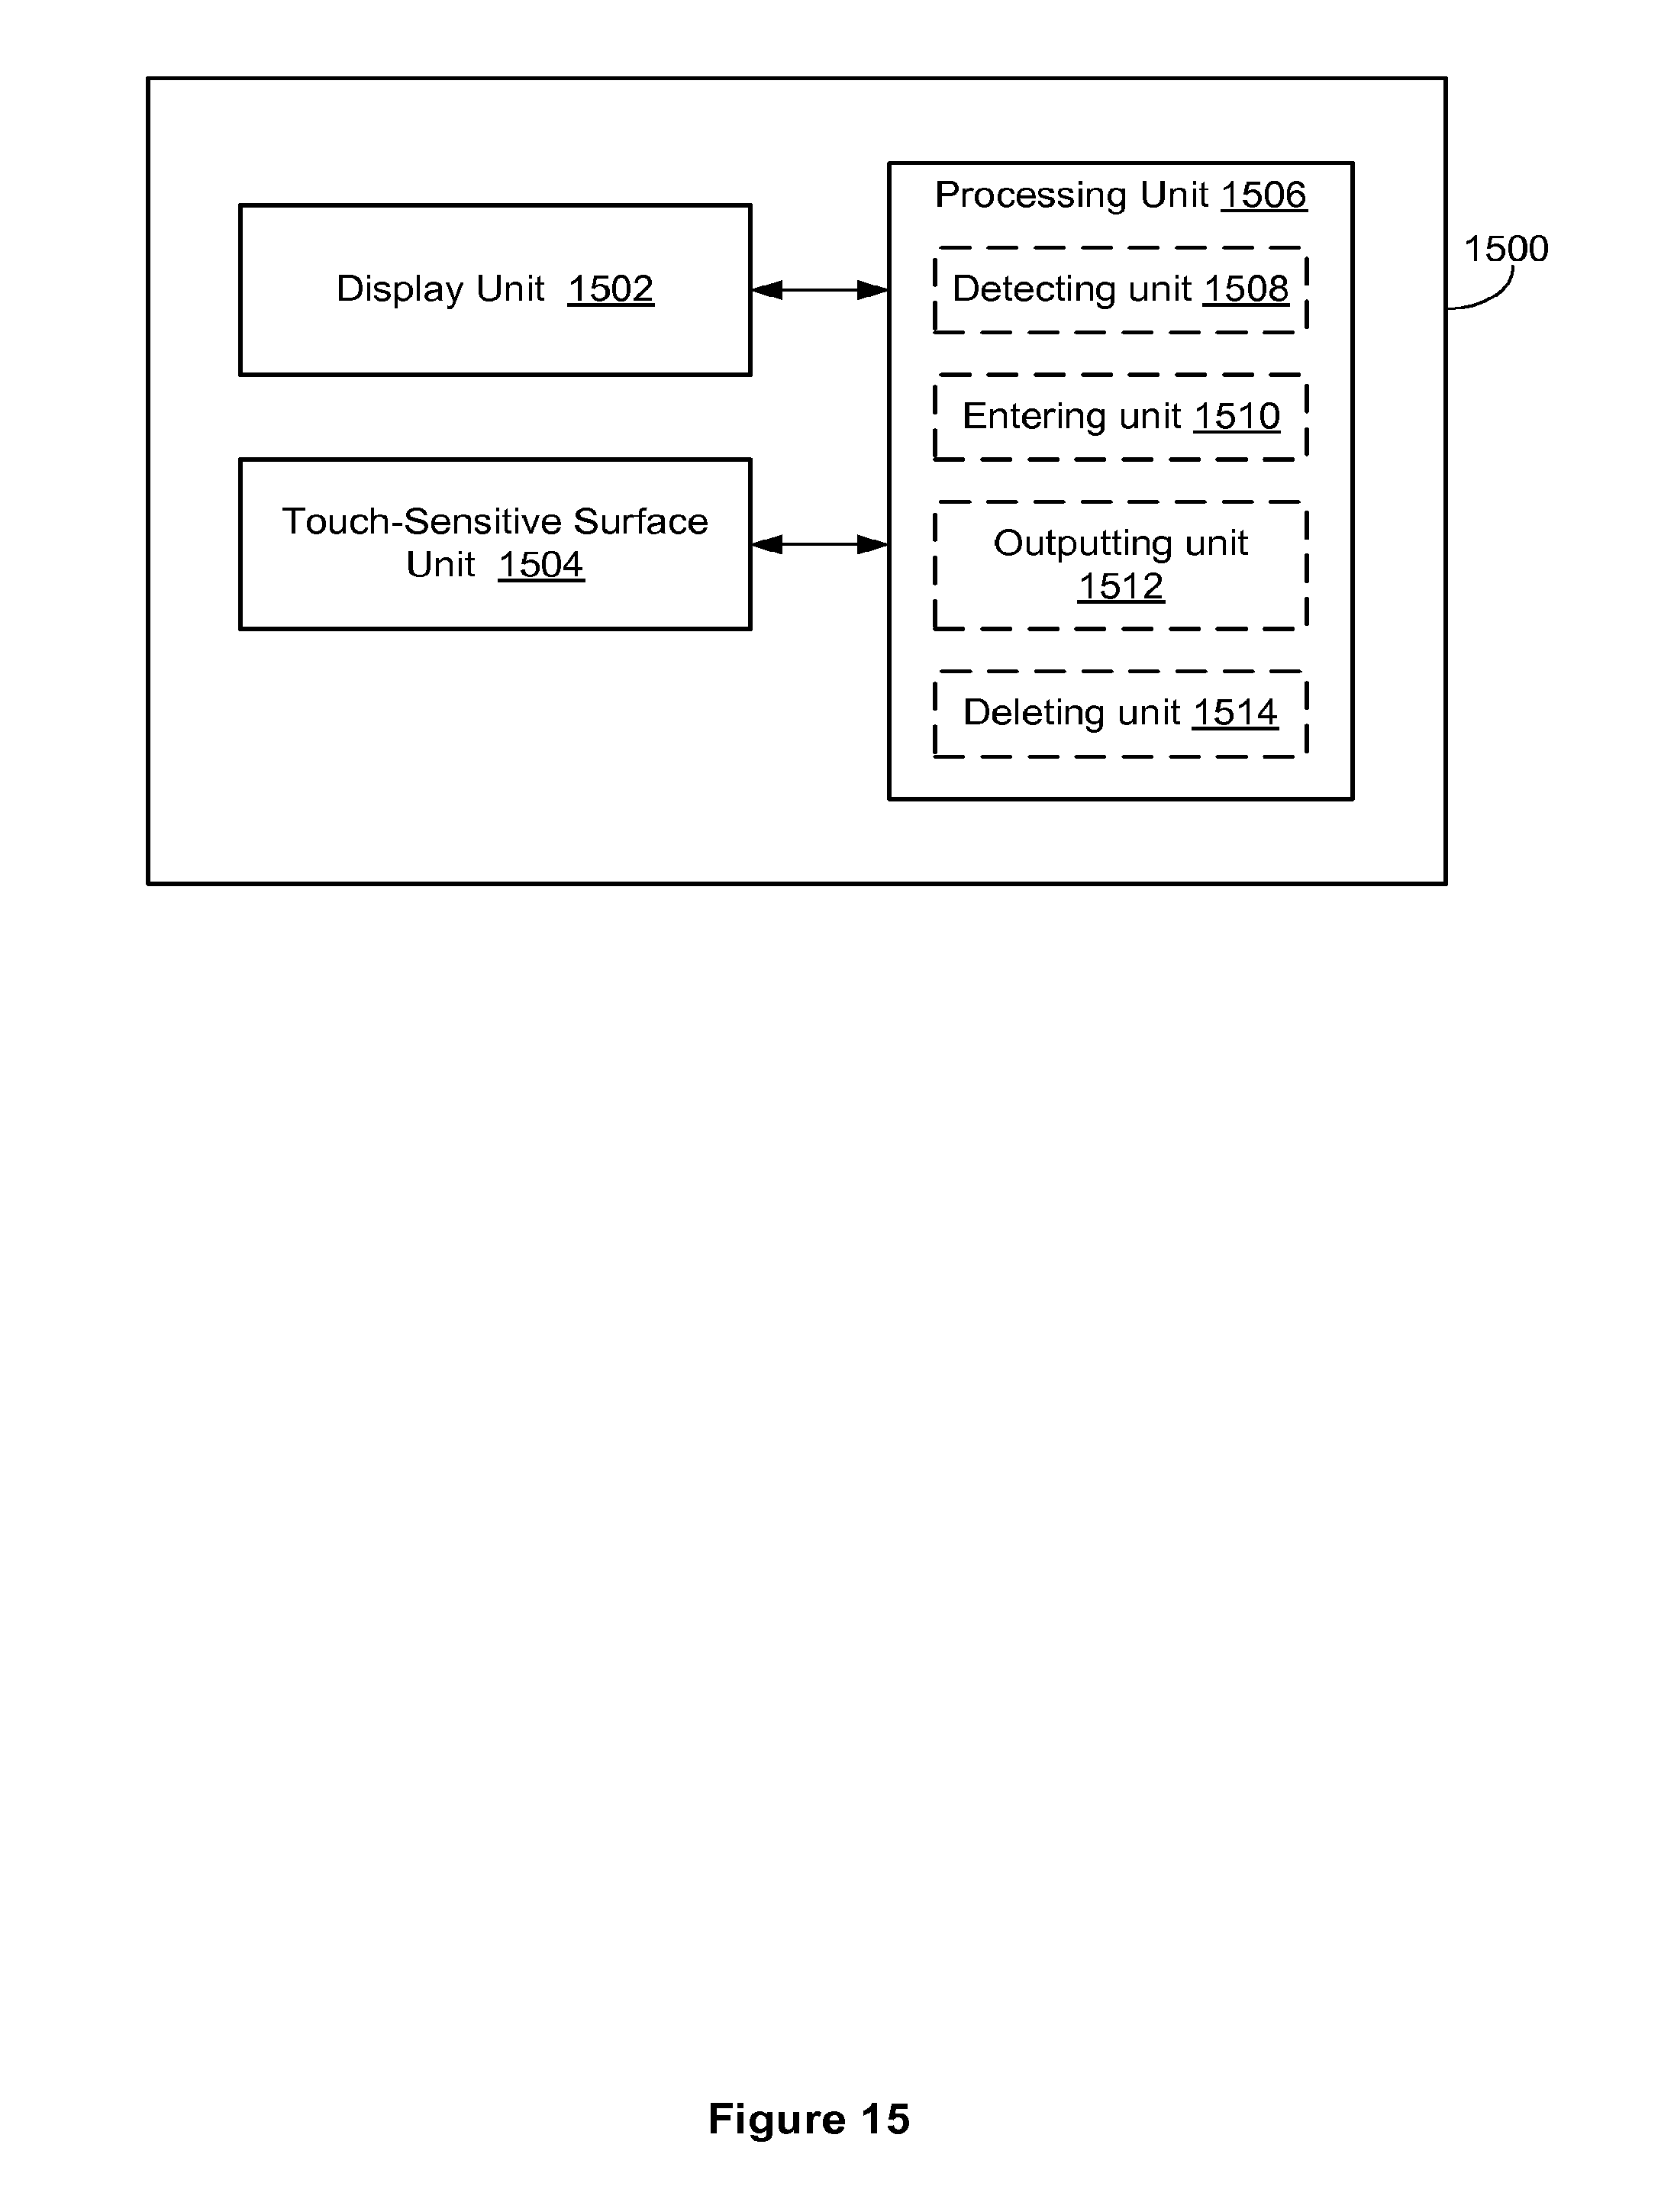 Processing Unit 1506
1500
Display Unit 1502
Detecting unit 1508
Entering unit 1510
Touch-Sensitive Surface
Unit 1504
Outputting unit
1512
Deleting unit 1514
Figure 15